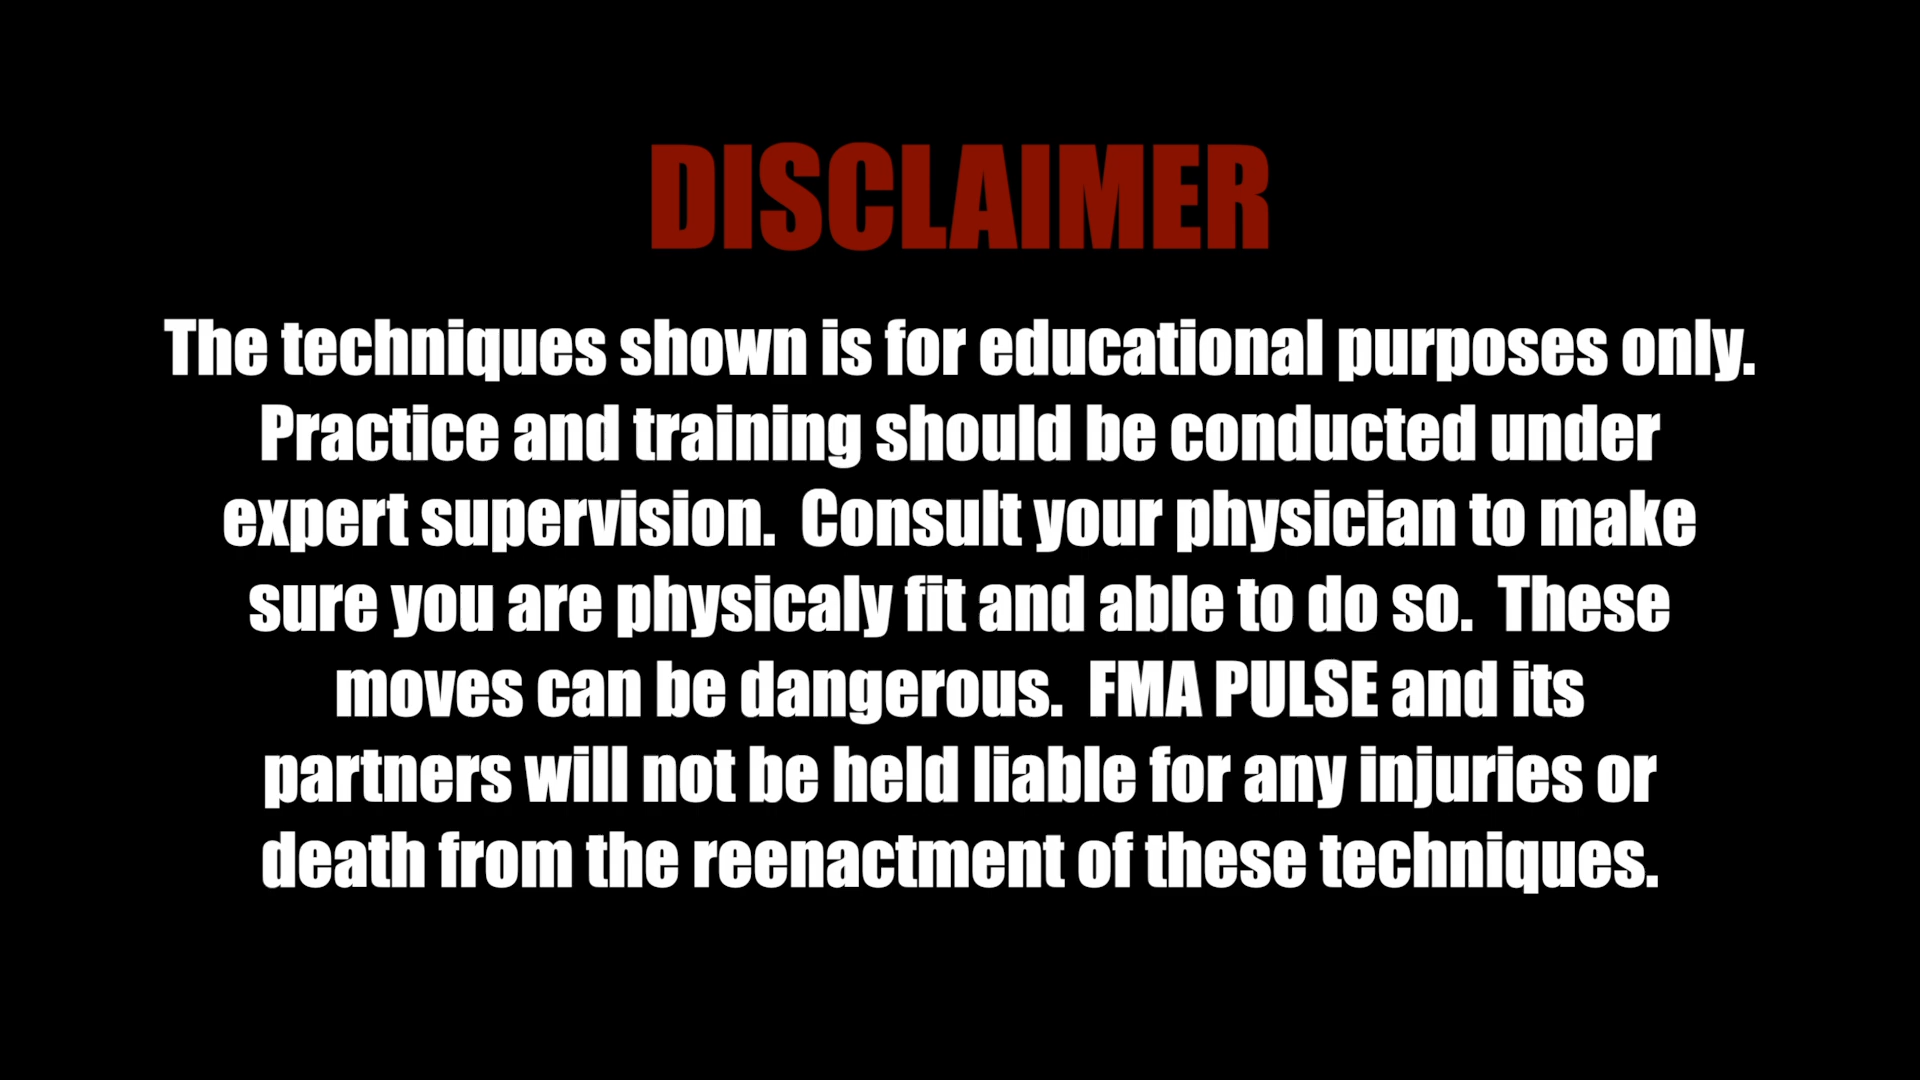 DISCLAIMER
The techniques shown is for educational purposes only.
Practice and training should be conducted under
expert supervision.  Consult your physician to make
sure you are physicaly fit and able to do so.  These
moves can be dangerous.  FMA PULSE and its
partners will not be held liable for any injuries or
death from the reenactment of these techniques.